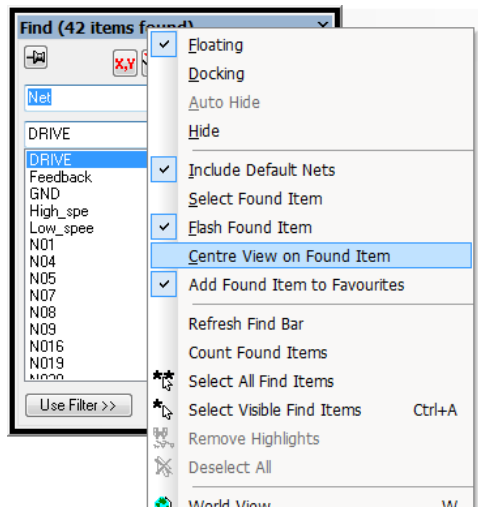 Find (42 items found)
X,Y
Net
DRIVE
DRIVE
Feedback
GND
High_spe
Low_spee
N01
N04
N05
N07
N08
N09
N016
N019
N020
Use Filter >>
Floating
Docking
Auto Hide
Hide
Include Default Nets
Select Found Item
Flash Found Item
Centre View on Found Item
Add Found Item to Favourites
Refresh Find Bar
Count Found Items
Select All Find Items
Select Visible Find Items Ctrl+A
Remove Highlights
Deselect All
World View W